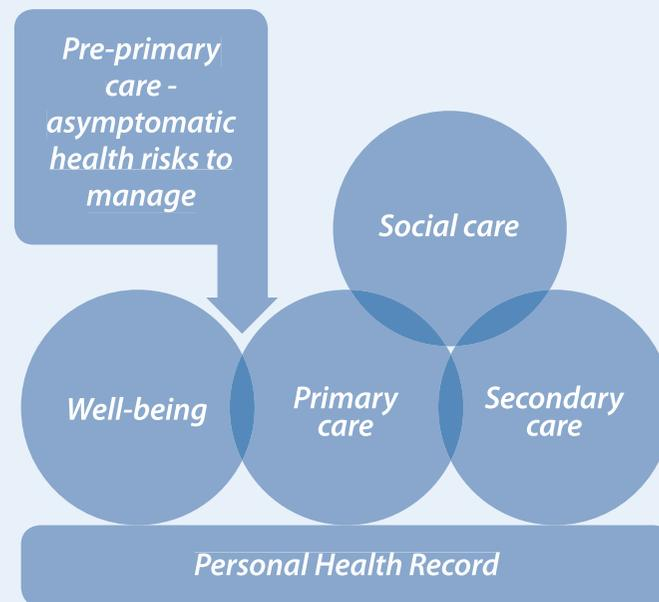 Pre-primary
care -
asymptomatic
health risks to
manage
Social care
Well-being
Primary
care
Secondary
care
Personal Health Record